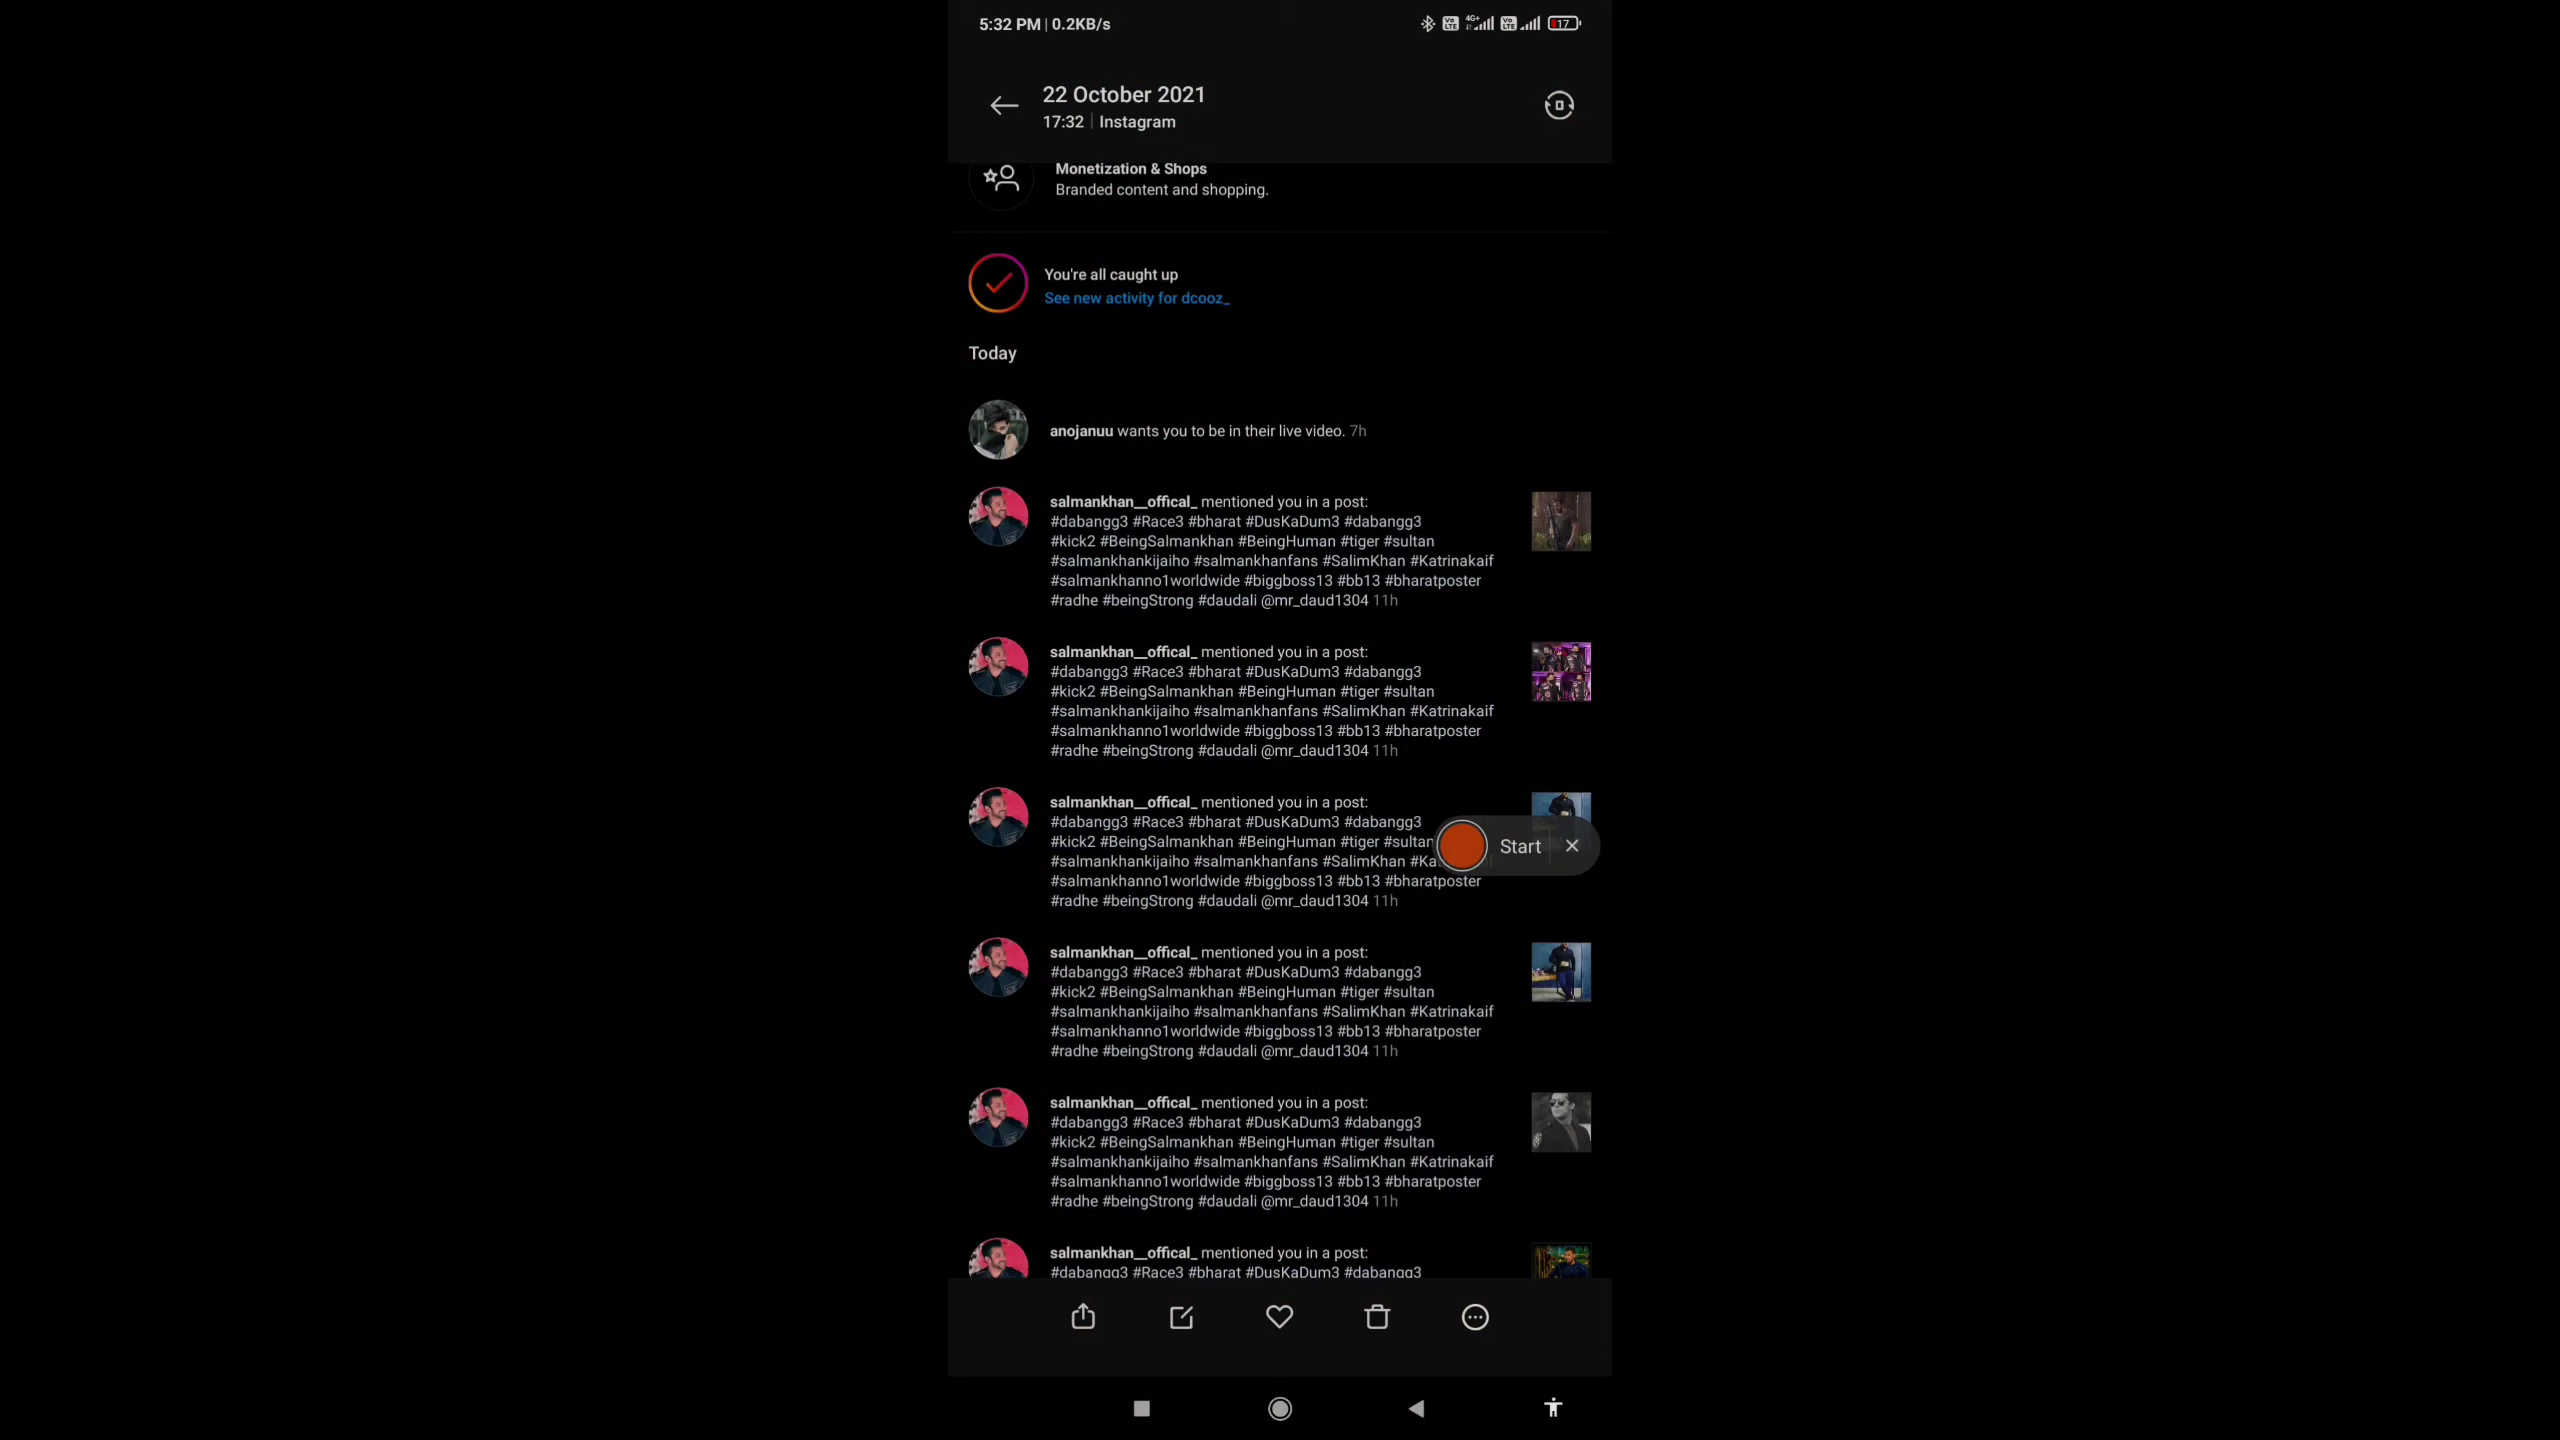 5:32 PM | 0.2KB/s
Vo LTE 4G+ Vo LTE 17
22 October 2021
17:32 | Instagram
Monetization & Shops
Branded content and shopping.
You're all caught up
See new activity for dcooz_
Today
anojanuu wants you to be in their live video. 7h
salmankhan__offical_ mentioned you in a post:
#dabangg3 #Race3 #bharat #DusKaDum3 #dabangg3
#kick2 #BeingSalmankhan #BeingHuman #tiger #sultan
#salmankhankijaiho #salmankhanfans #SalimKhan #Katrinakaif
#salmankhanno1worldwide #biggboss13 #bb13 #bharatposter
#radhe #beingStrong #daudali @mr_daud1304 11h
salmankhan__offical_ mentioned you in a post:
#dabangg3 #Race3 #bharat #DusKaDum3 #dabangg3
#kick2 #BeingSalmankhan #BeingHuman #tiger #sultan
#salmankhankijaiho #salmankhanfans #SalimKhan #Katrinakaif
#salmankhanno1worldwide #biggboss13 #bb13 #bharatposter
#radhe #beingStrong #daudali @mr_daud1304 11h
salmankhan__offical_ mentioned you in a post:
#dabangg3 #Race3 #bharat #DusKaDum3 #dabangg3
#kick2 #BeingSalmankhan #BeingHuman #tiger #sultan
Start
#salmankhankijaiho #salmankhanfans #SalimKhan #Ka
#salmankhanno1worldwide #biggboss13 #bb13 #bharatposter
#radhe #beingStrong #daudali @mr_daud1304 11h
salmankhan__offical_ mentioned you in a post:
#dabangg3 #Race3 #bharat #DusKaDum3 #dabangg3
#kick2 #BeingSalmankhan #BeingHuman #tiger #sultan
#salmankhankijaiho #salmankhanfans #SalimKhan #Katrinakaif
#salmankhanno1worldwide #biggboss13 #bb13 #bharatposter
#radhe #beingStrong #daudali @mr_daud1304 11h
salmankhan__offical_ mentioned you in a post:
#dabangg3 #Race3 #bharat #DusKaDum3 #dabangg3
#kick2 #BeingSalmankhan #BeingHuman #tiger #sultan
#salmankhankijaiho #salmankhanfans #SalimKhan #Katrinakaif
#salmankhanno1worldwide #biggboss13 #bb13 #bharatposter
#radhe #beingStrong #daudali @mr_daud1304 11h
salmankhan__offical_ mentioned you in a post:
#dabangg3 #Race3 #bharat #DusKaDum3 #dabangg3